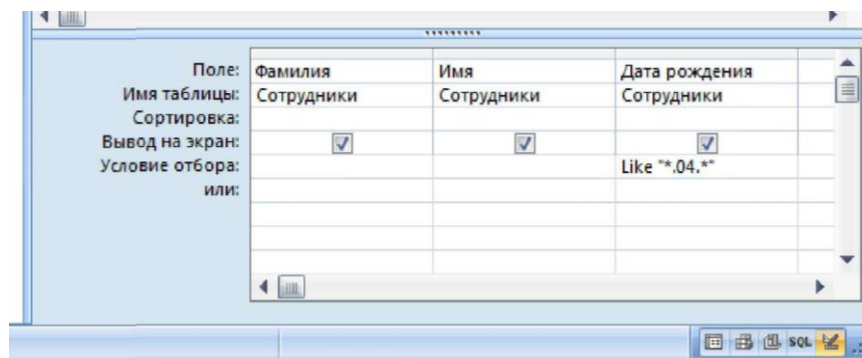 Поле: Фамилия Имя Дата рождения
Имя таблицы: Сотрудники Сотрудники Сотрудники
Сортировка:
Вывод на экран:
Условие отбора: Like "*.04.*"
или:
SQL